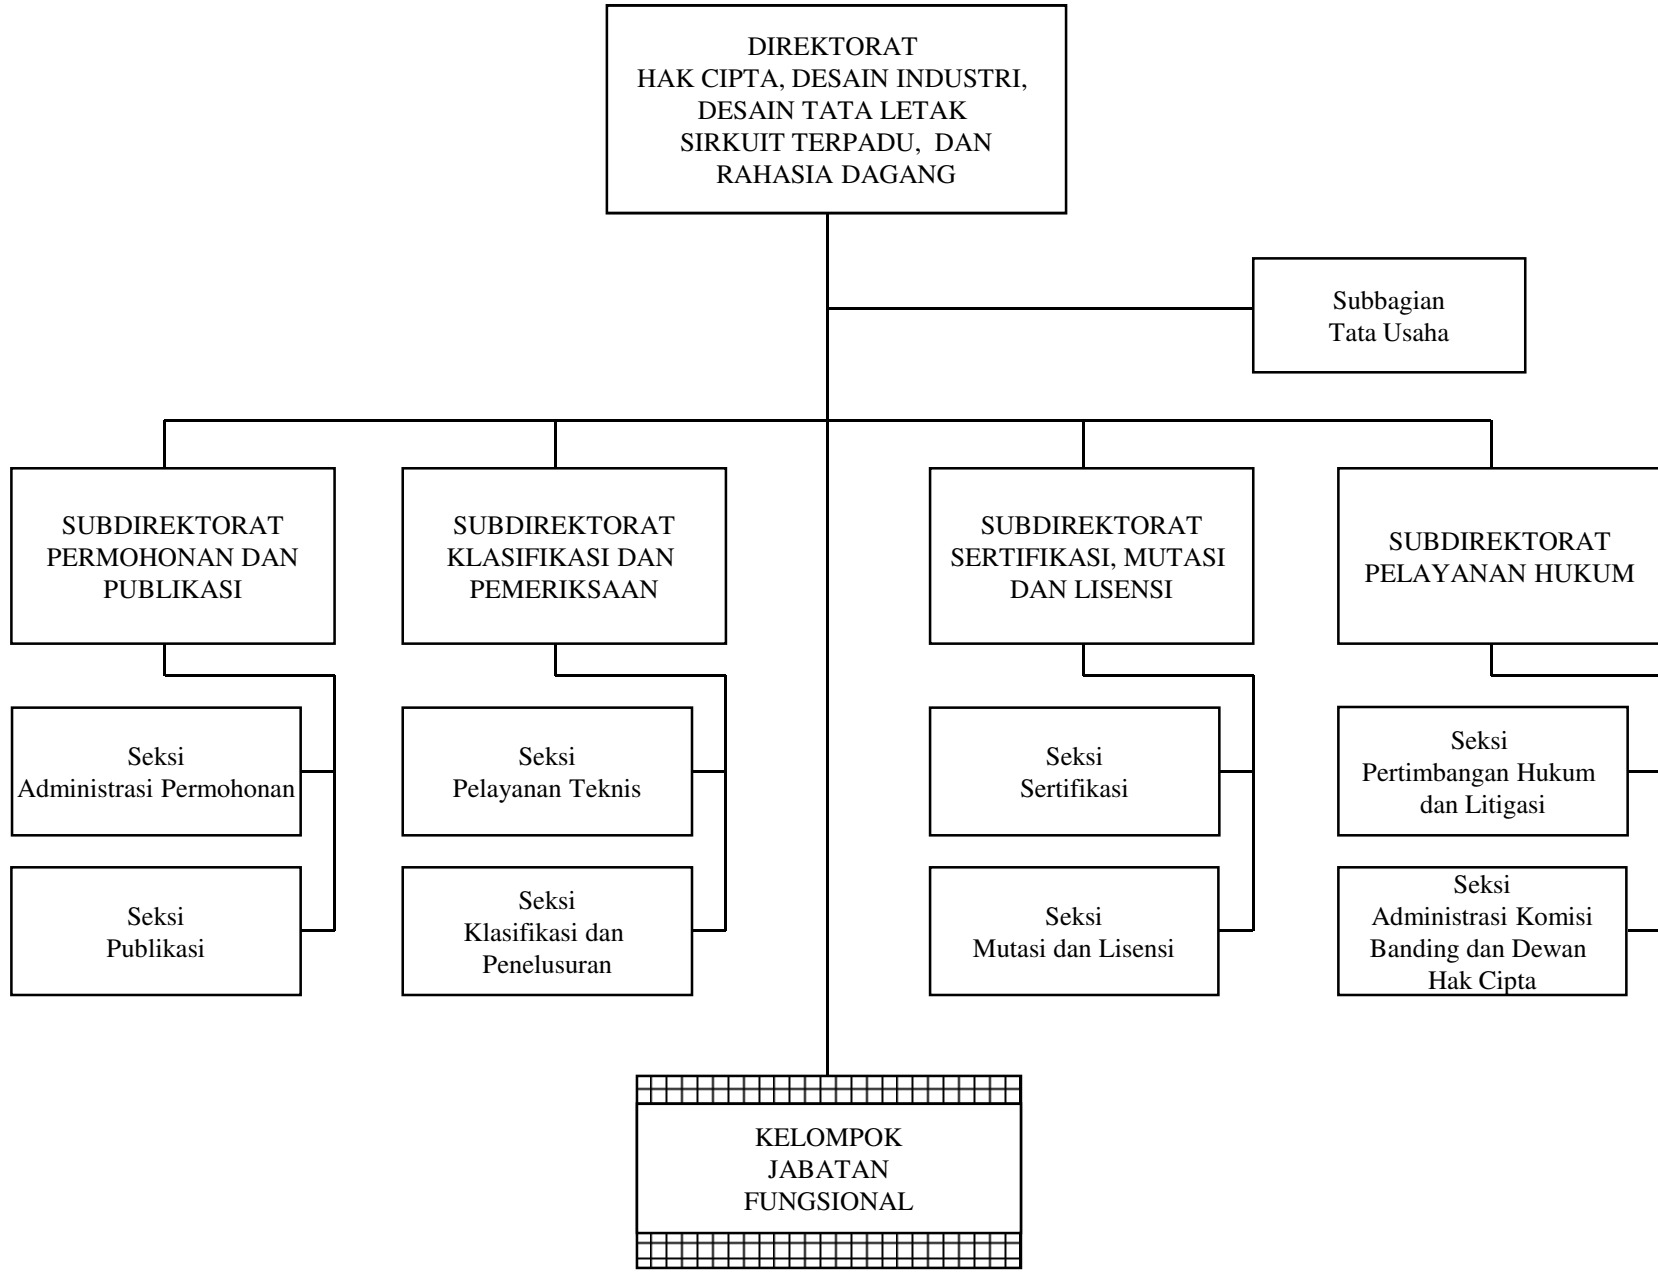 DIREKTORAT
HAK CIPTA, DESAIN INDUSTRI,
DESAIN TATA LETAK
SIRKUIT TERPADU, DAN
RAHASIA DAGANG
Subbagian
Tata Usaha
SUBDIREKTORAT
PERMOHONAN DAN
PUBLIKASI
SUBDIREKTORAT
KLASIFIKASI DAN
PEMERIKSAAN
SUBDIREKTORAT
SERTIFIKASI, MUTASI
DAN LISENSI
SUBDIREKTORAT
PELAYANAN HUKUM
Seksi
Administrasi Permohonan
Seksi
Pelayanan Teknis
Seksi
Sertifikasi
Seksi
Pertimbangan Hukum
dan Litigasi
Seksi
Publikasi
Seksi
Klasifikasi dan
Penelusuran
Seksi
Mutasi dan Lisensi
Seksi
Administrasi Komisi
Banding dan Dewan
Hak Cipta
KELOMPOK
JABATAN
FUNGSIONAL